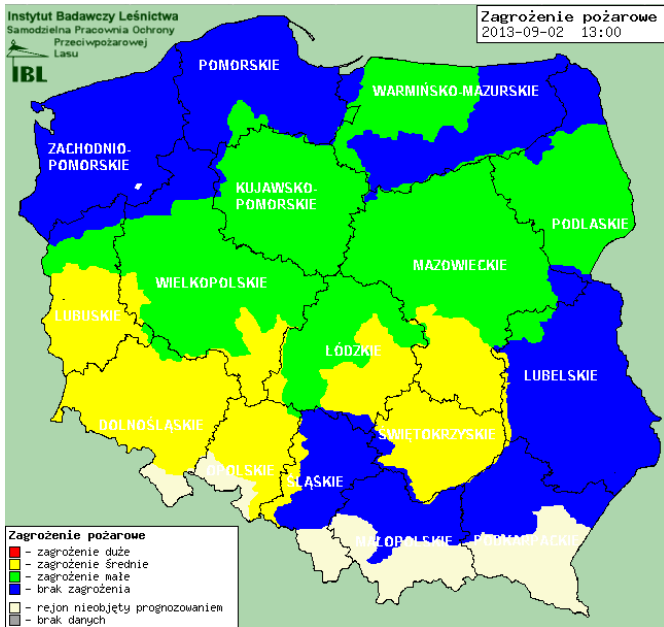 Instytut Badawczy Leśnictwa
Samodzielna Pracownia Ochrony
Przeciwpożarowej
Lasu
IBL
Zagrożenie pożarowe
2013-09-02 13:00
POMORSKIE
WARMIŃSKO-MAZURSKIE
ZACHODNIO-
POMORSKIE
KUJAWSKO-
POMORSKIE
PODLASKIE
MAZOWIECKIE
WIELKOPOLSKIE
LUBUSKIE
ŁÓDZKIE
LUBELSKIE
DOLNOŚLĄSKIE
ŚWIĘTOKRZYSKIE
OPOLSKIE
ŚLĄSKIE
MAŁOPOLSKIE
PODKARPACKIE
Zagrożenie pożarowe
- zagrożenie duże
- zagrożenie średnie
- zagrożenie małe
- brak zagrożenia
- rejon nieobjęty prognozowaniem
- brak danych